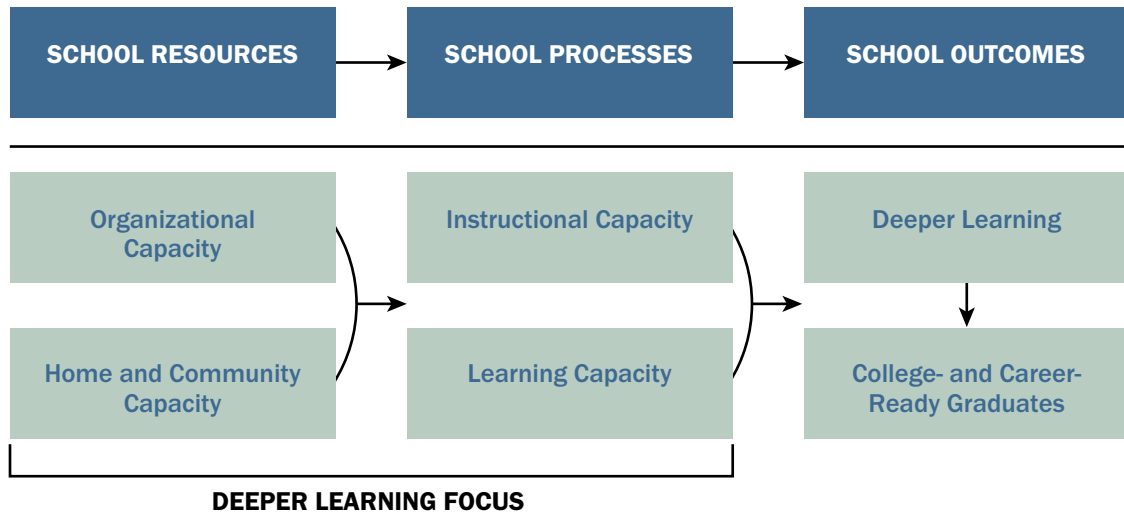 SCHOOL RESOURCES
SCHOOL PROCESSES
SCHOOL OUTCOMES
Organizational
Capacity
Instructional Capacity
Deeper Learning
Home and Community
Capacity
Learning Capacity
College- and Career-
Ready Graduates
DEEPER LEARNING FOCUS